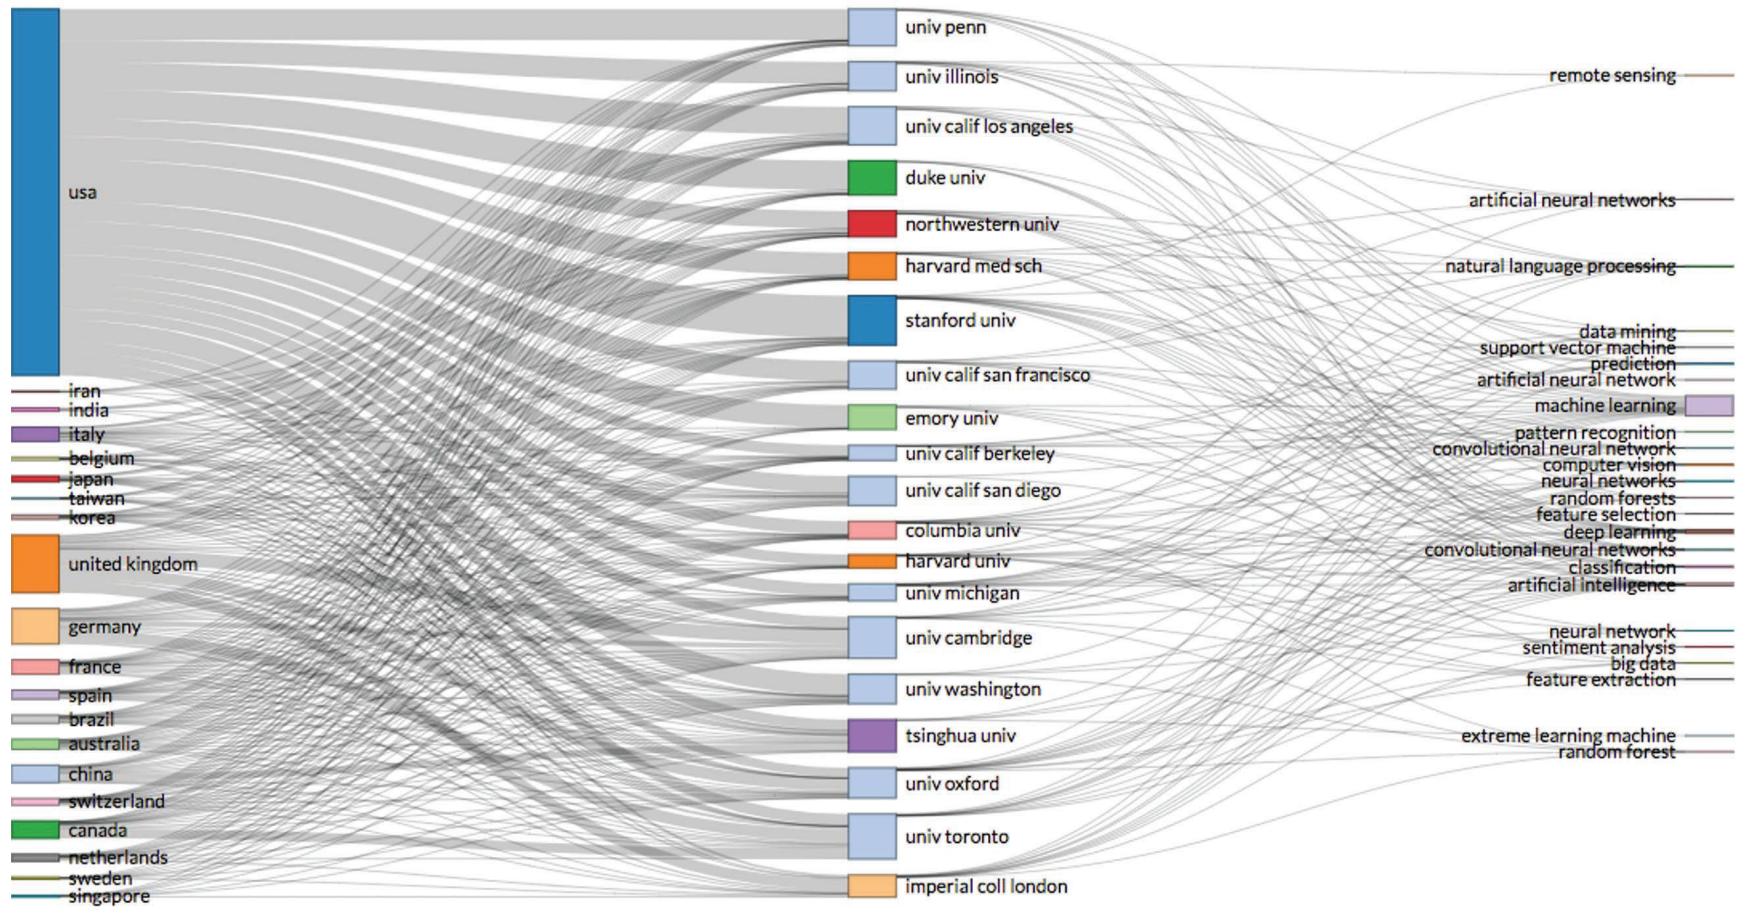 usa
iran
india
italy
belgium
japan
taiwan
korea
united kingdom
germany
france
spain
brazil
australia
china
switzerland
canada
netherlands
sweden
singapore
univ penn
univ illinois
univ calif los angeles
duke univ
northwestern univ
harvard med sch
stanford univ
univ calif san francisco
emory univ
univ calif berkeley
univ calif san diego
columbia univ
harvard univ
univ michigan
univ cambridge
univ washington
tsinghua univ
univ oxford
univ toronto
imperial coll london
remote sensing
artificial neural networks
natural language processing
data mining
support vector machine
prediction
artificial neural network
machine learning
pattern recognition
convolutional neural network
computer vision
neural networks
random forests
feature selection
deep learning
convolutional neural networks
classification
artificial intelligence
neural network
sentiment analysis
big data
feature extraction
extreme learning machine
random forest